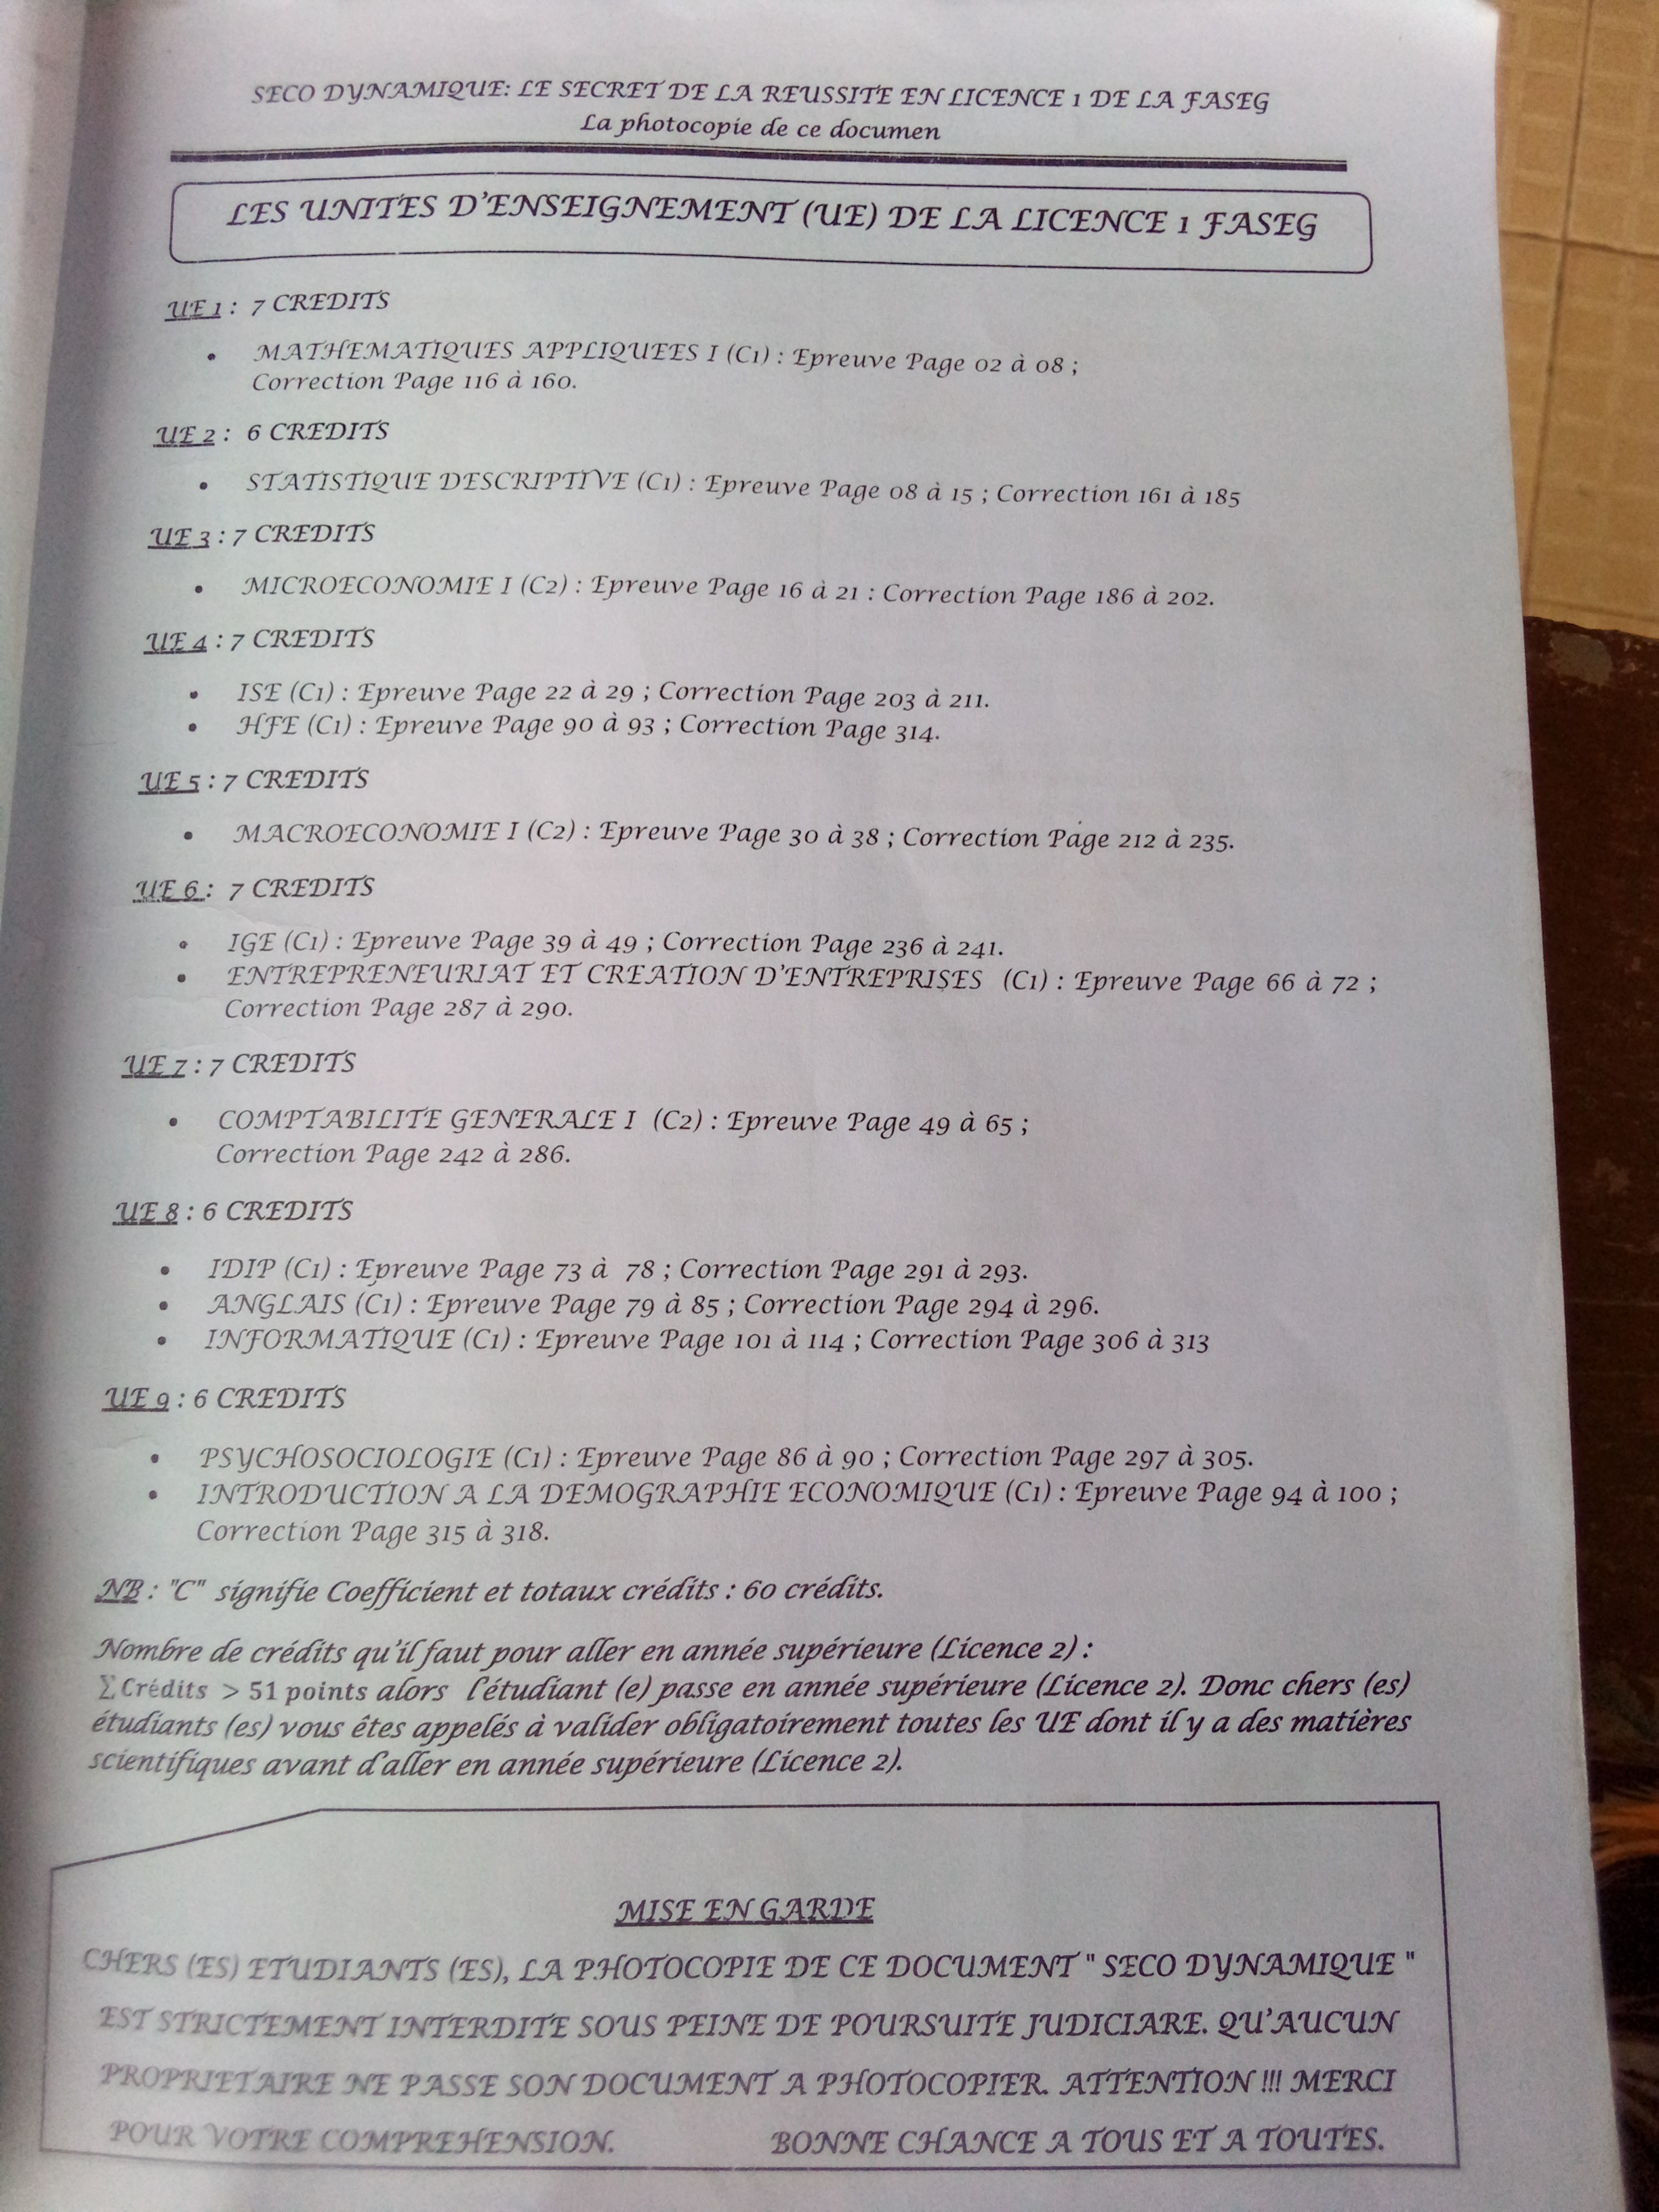 SECO DYNAMIQUE: LE SECRET DE LA REUSSITE EN LICENCE 1 DE LA FASEG
La photocopie de ce documen
LES UNITES D'ENSEIGNEMENT (UE) DE LA LICENCE 1 FASEG
UE 1 : 7 CREDITS
• MATHEMATIQUES APPLIQUEES I (C1) : Epreuve Page 02 à 08 ;
Correction Page 116 à 160.
UE 2 : 6 CREDITS
• STATISTIQUE DESCRIPTIVE (C1) : Epreuve Page 08 à 15 ; Correction 161 à 185
UE 3 : 7 CREDITS
• MICROECONOMIE I (C2) : Epreuve Page 16 à 21 : Correction Page 186 à 202.
UE 4 : 7 CREDITS
• ISE (C1) : Epreuve Page 22 à 29 ; Correction Page 203 à 211.
• HFE (C1) : Epreuve Page 90 à 93 ; Correction Page 314.
UE 5 : 7 CREDITS
• MACROECONOMIE I (C2) : Epreuve Page 30 à 38 ; Correction Page 212 à 235.
UE 6 : 7 CREDITS
• IGE (C1) : Epreuve Page 39 à 49 ; Correction Page 236 à 241.
• ENTREPRENEURIAT ET CREATION D'ENTREPRISES (C1) : Epreuve Page 66 à 72 ;
Correction Page 287 à 290.
UE 7 : 7 CREDITS
• COMPTABILITE GENERALE I (C2) : Epreuve Page 49 à 65 ;
Correction Page 242 à 286.
UE 8 : 6 CREDITS
• IDIP (C1) : Epreuve Page 73 à 78 ; Correction Page 291 à 293.
• ANGLAIS (C1) : Epreuve Page 79 à 85 ; Correction Page 294 à 296.
• INFORMATIQUE (C1) : Epreuve Page 101 à 114 ; Correction Page 306 à 313
UE 9 : 6 CREDITS
• PSYCHOSOCIOLOGIE (C1) : Epreuve Page 86 à 90 ; Correction Page 297 à 305.
• INTRODUCTION A LA DEMOGRAPHIE ECONOMIQUE (C1) : Epreuve Page 94 à 100 ;
Correction Page 315 à 318.
NB : "C" signifie Coefficient et totaux crédits : 60 crédits.
Nombre de crédits qu'il faut pour aller en année supérieure (Licence 2) :
∑Crédits > 51 points alors l'étudiant (e) passe en année supérieure (Licence 2). Donc chers (es)
étudiants (es) vous êtes appelés à valider obligatoirement toutes les UE dont il y a des matières
scientifiques avant d'aller en année supérieure (Licence 2).
MISE EN GARDE
CHERS (ES) ETUDIANTS (ES), LA PHOTOCOPIE DE CE DOCUMENT " SECO DYNAMIQUE "
EST STRICTEMENT INTERDITE SOUS PEINE DE POURSUITE JUDICIARE. QU'AUCUN
PROPRIETAIRE NE PASSE SON DOCUMENT A PHOTOCOPIER. ATTENTION !!! MERCI
POUR VOTRE COMPREHENSION. BONNE CHANCE A TOUS ET A TOUTES.